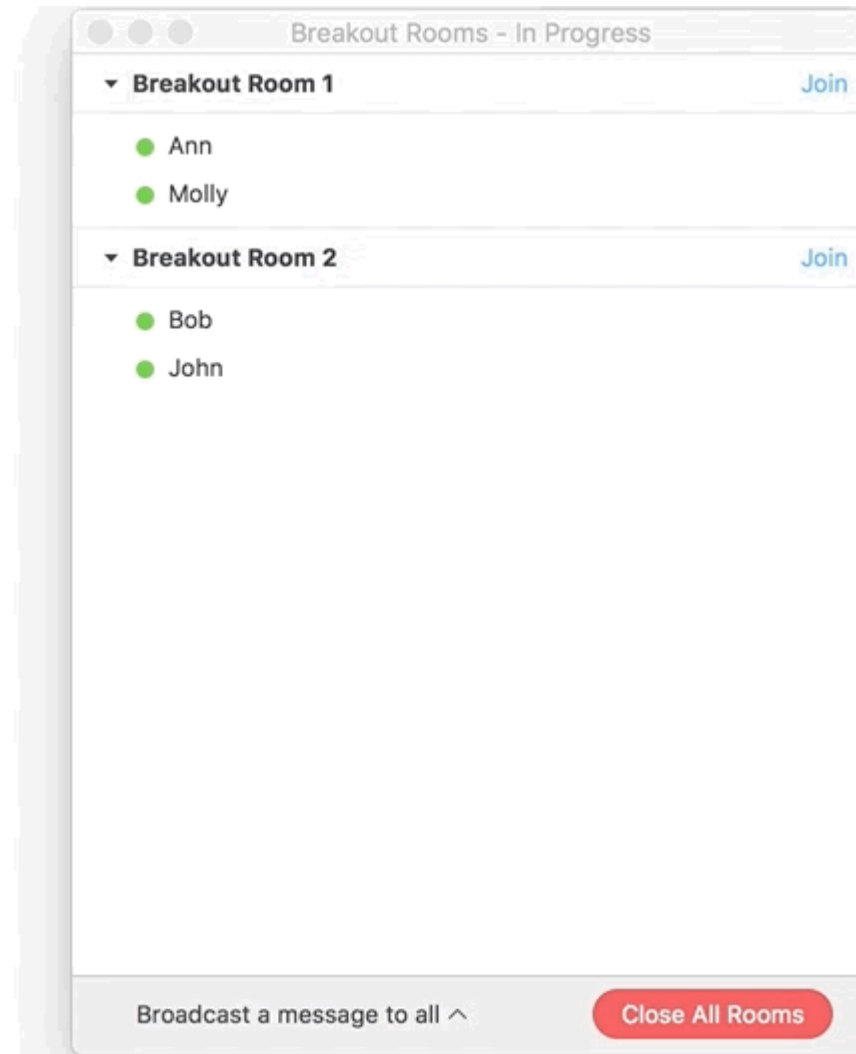 Breakout Rooms - In Progress
Breakout Room 1 Join
Ann
Molly
Breakout Room 2 Join
Bob
John
Broadcast a message to all Close All Rooms